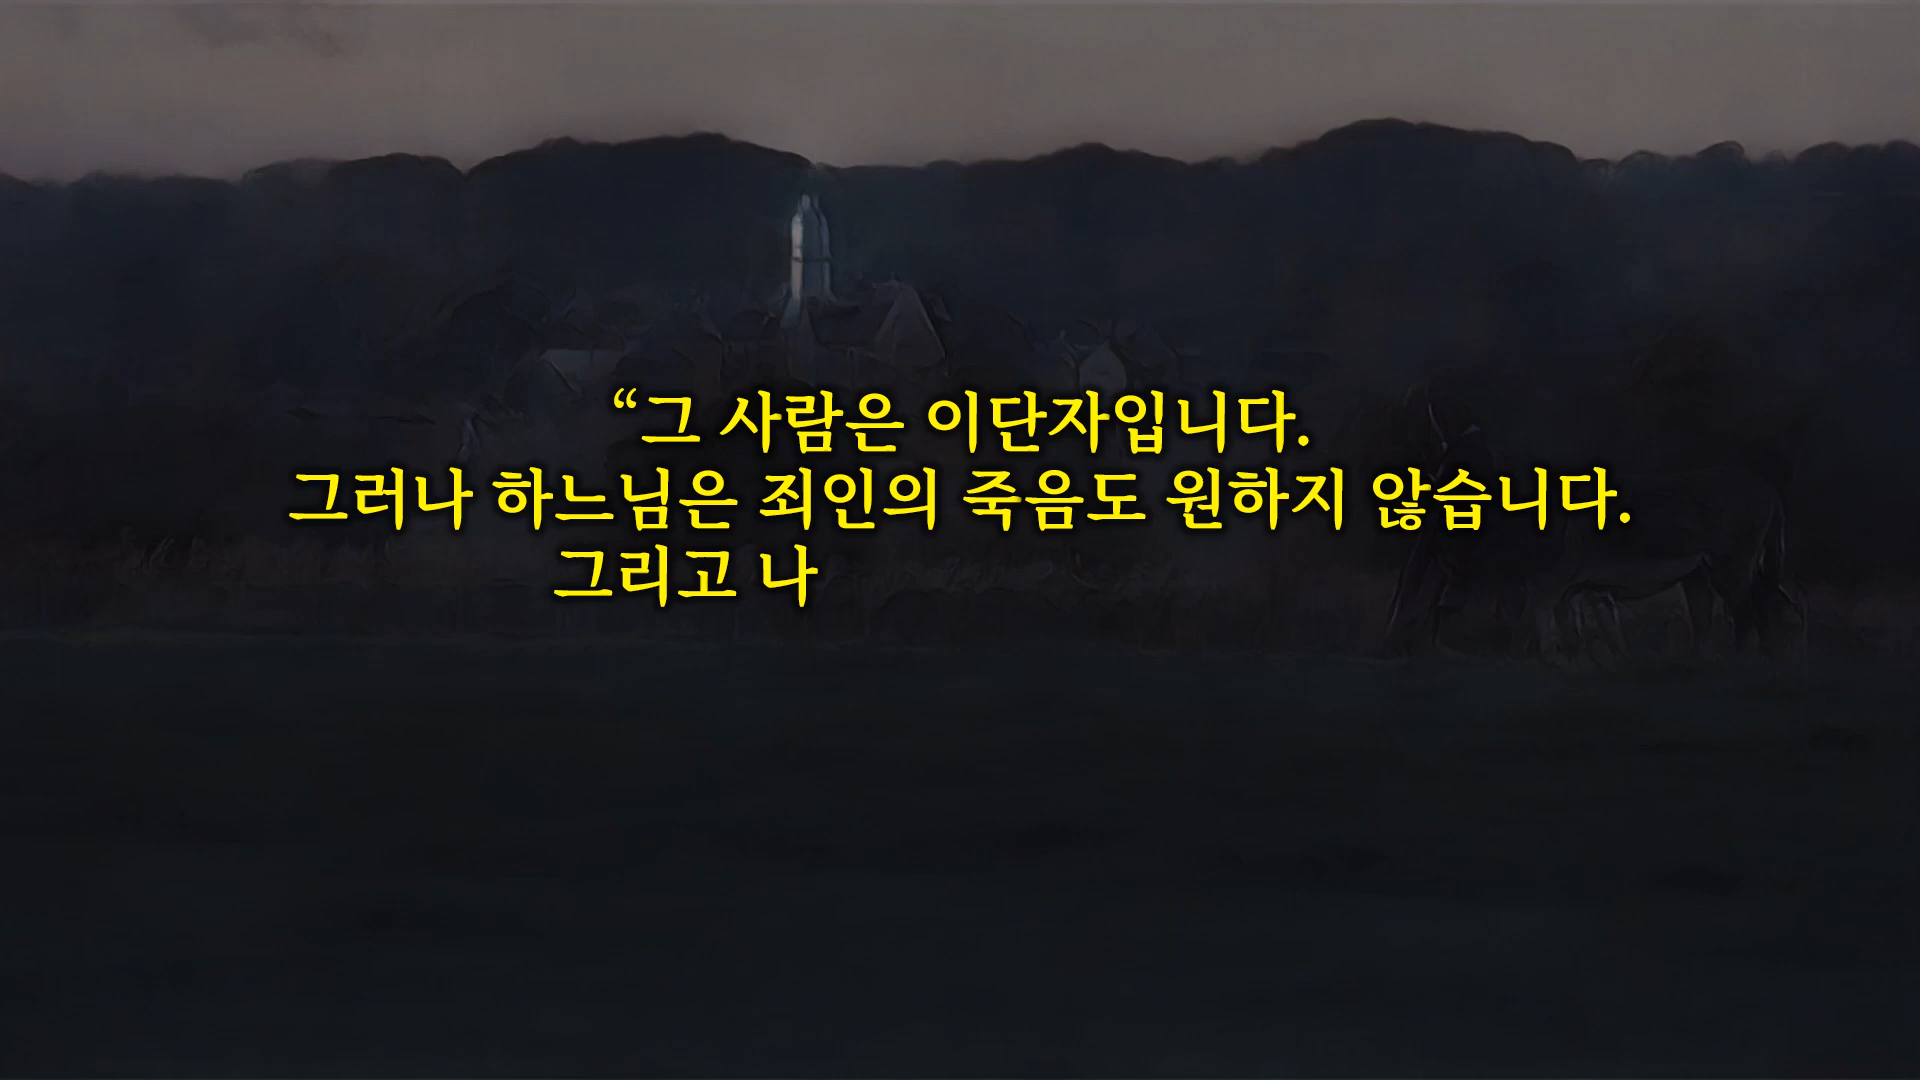 “그 사람은 이단자입니다.
그러나 하느님은 죄인의 죽음도 원하지 않습니다.
그리고 나